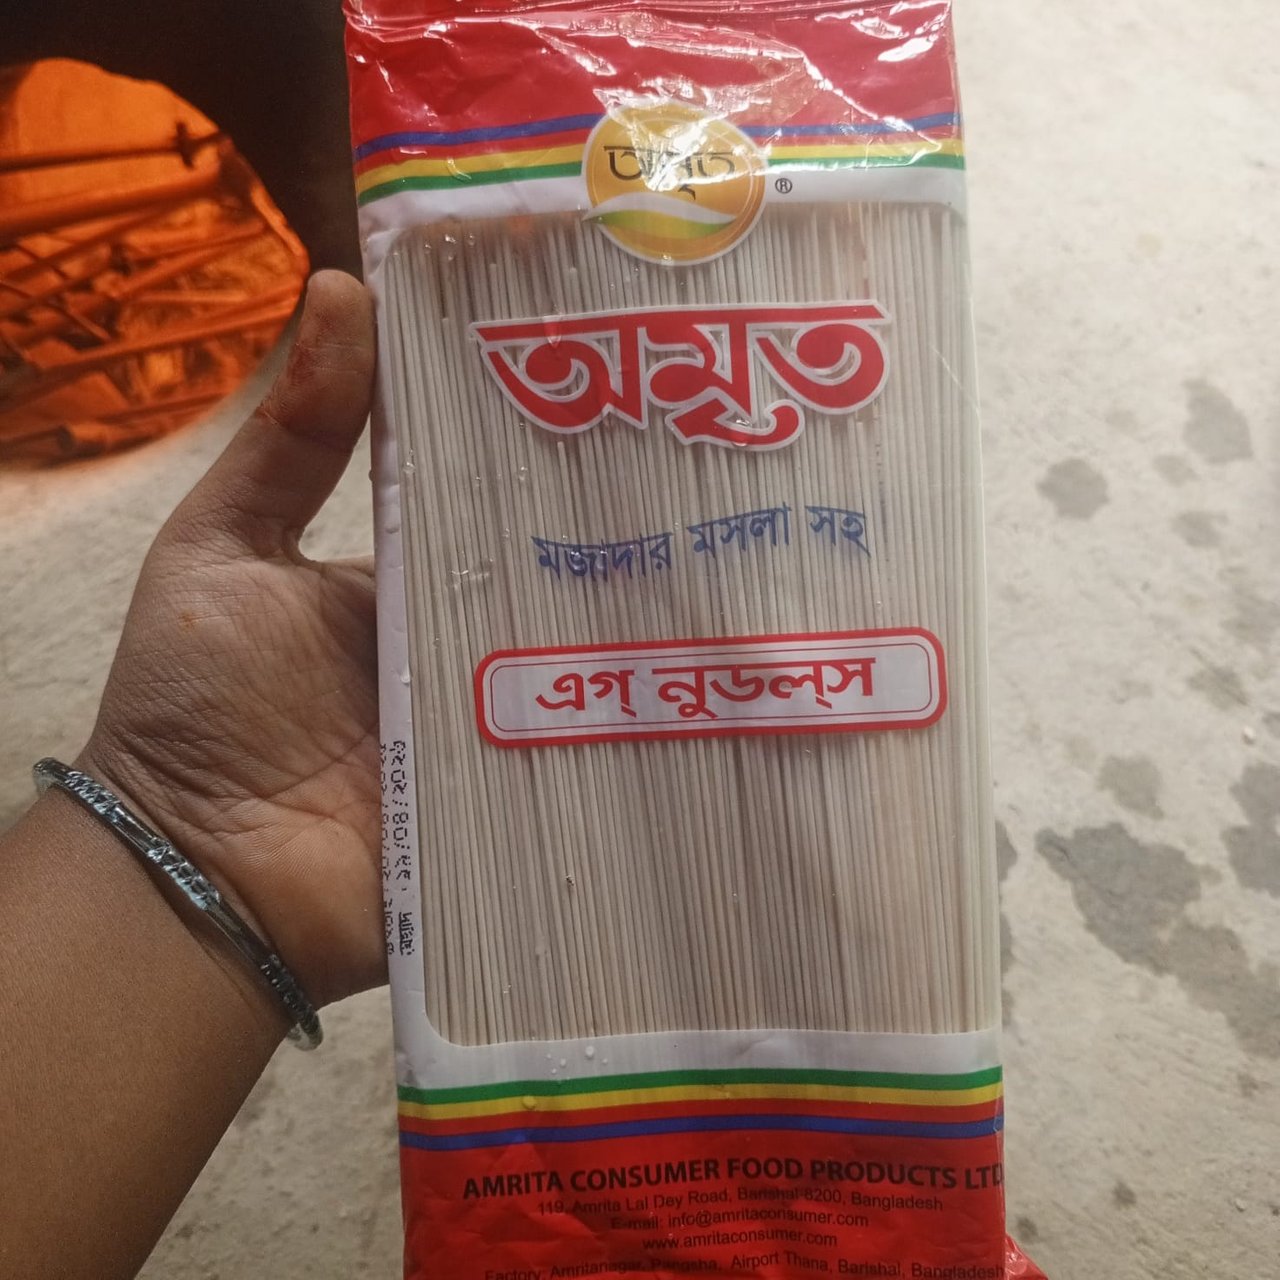 অমৃত
®
অমৃত
মজাদার মসলা সহ
এগ্ নুডল্স
AMRITA CONSUMER FOOD PRODUCTS LTD
119, Amrita Lal Dey Road, Barishal-8200, Bangladesh
E-mail: info@amritaconsumer.com
www.amritaconsumer.com
Factory: Amritanagar, Rangsha, Airport Thana, Barishal, Bangladesh